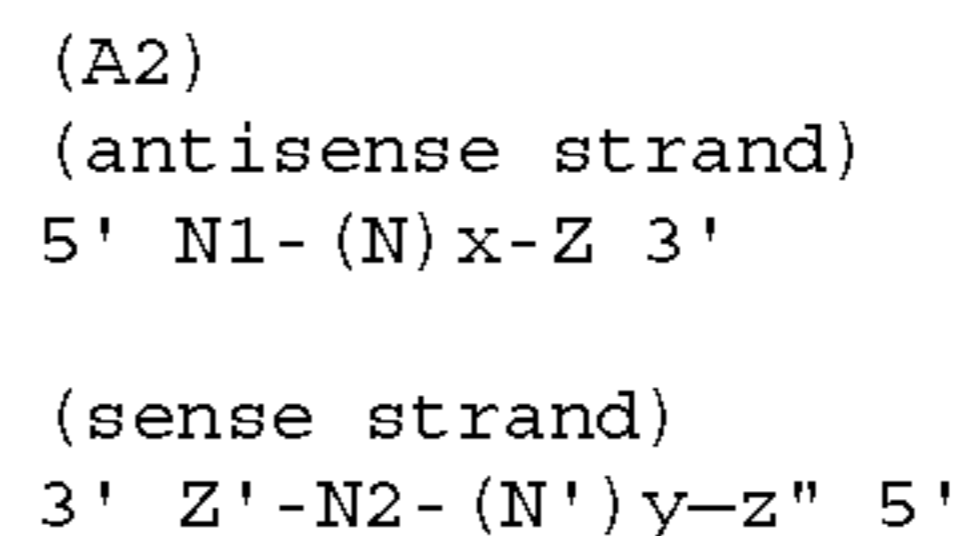 (A2)
(antisense strand)
5' N1-(N)x-Z 3'
(sense strand)
3' Z'-N2-(N')y—z" 5'